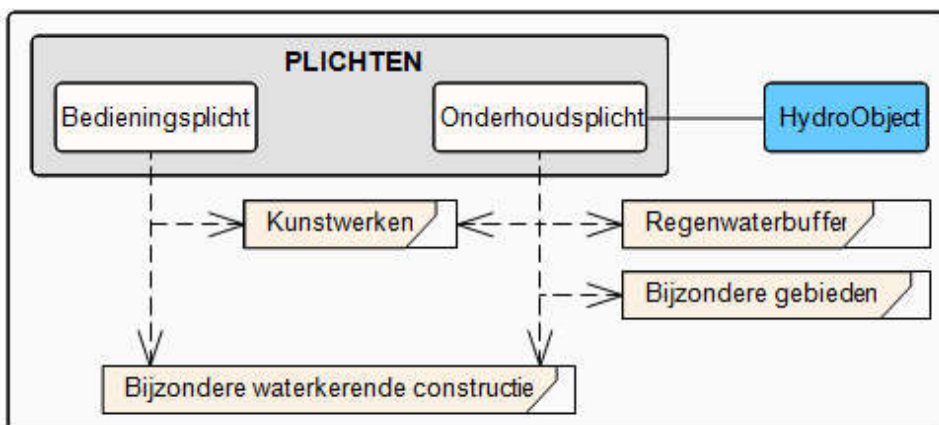 PLICHTEN
Bedieningsplicht
Onderhoudsplicht
HydroObject
Kunstwerken
Regenwaterbuffer
Bijzondere gebieden
Bijzondere waterkerende constructie